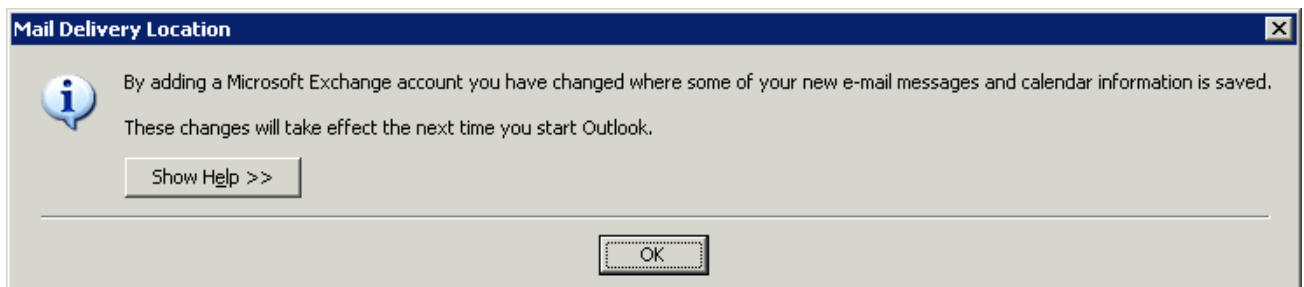 Mail Delivery Location
By adding a Microsoft Exchange account you have changed where some of your new e-mail messages and calendar information is saved.
These changes will take effect the next time you start Outlook.
Show Help >>
OK